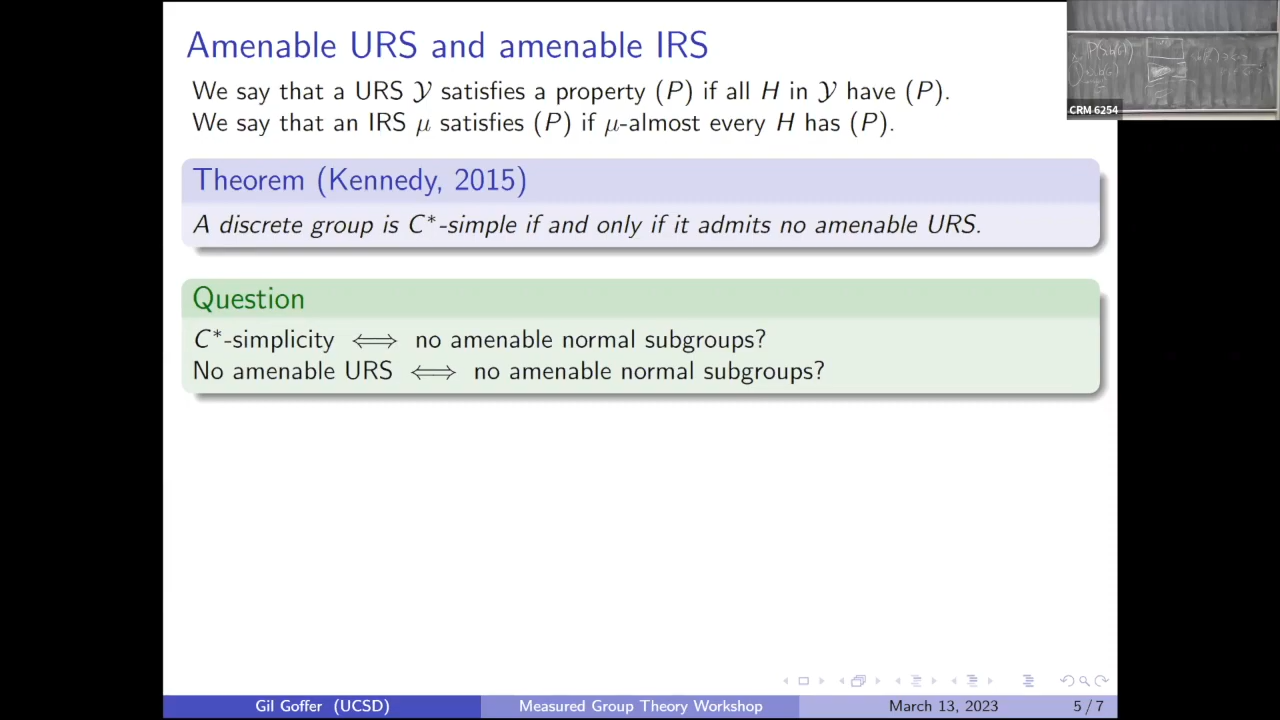 Amenable URS and amenable IRS
We say that a URS 𝒴 satisfies a property (P) if all H in 𝒴 have (P).
We say that an IRS μ satisfies (P) if μ-almost every H has (P).
Theorem (Kennedy, 2015)
A discrete group is C*-simple if and only if it admits no amenable URS.
Question
C*-simplicity ⟺ no amenable normal subgroups?
No amenable URS ⟺ no amenable normal subgroups?
CRM 6254
Gil Goffer (UCSD) Measured Group Theory Workshop March 13, 2023 5 / 7